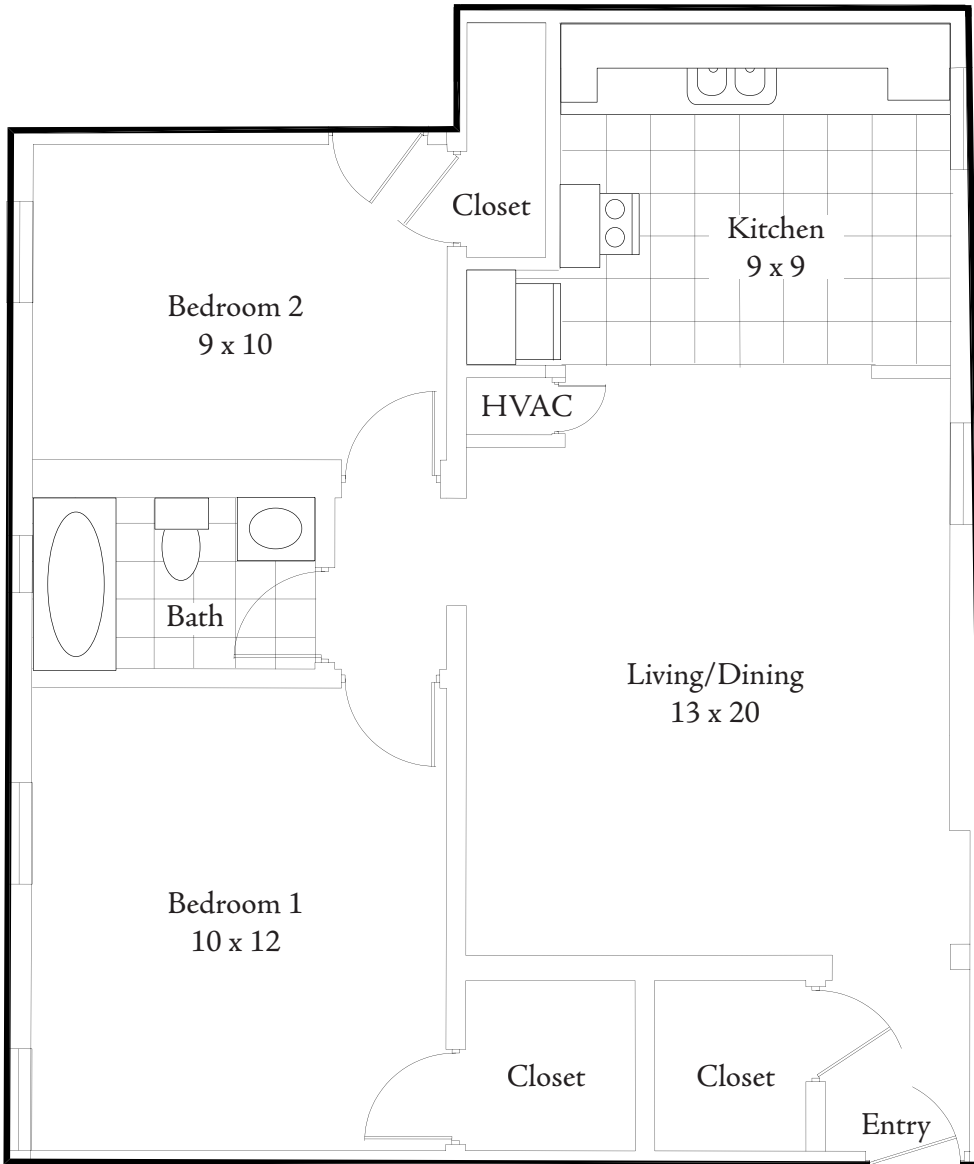 Closet
Kitchen
9 x 9
Bedroom 2
9 x 10
HVAC
Bath
Living/Dining
13 x 20
Bedroom 1
10 x 12
Closet
Closet
Entry